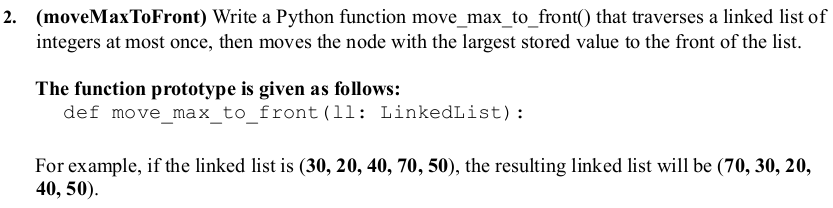 2. (moveMaxToFront) Write a Python function move_max_to_front() that traverses a linked list of
integers at most once, then moves the node with the largest stored value to the front of the list.
The function prototype is given as follows:
def move_max_to_front(ll: LinkedList):
For example, if the linked list is (30, 20, 40, 70, 50), the resulting linked list will be (70, 30, 20,
40, 50).